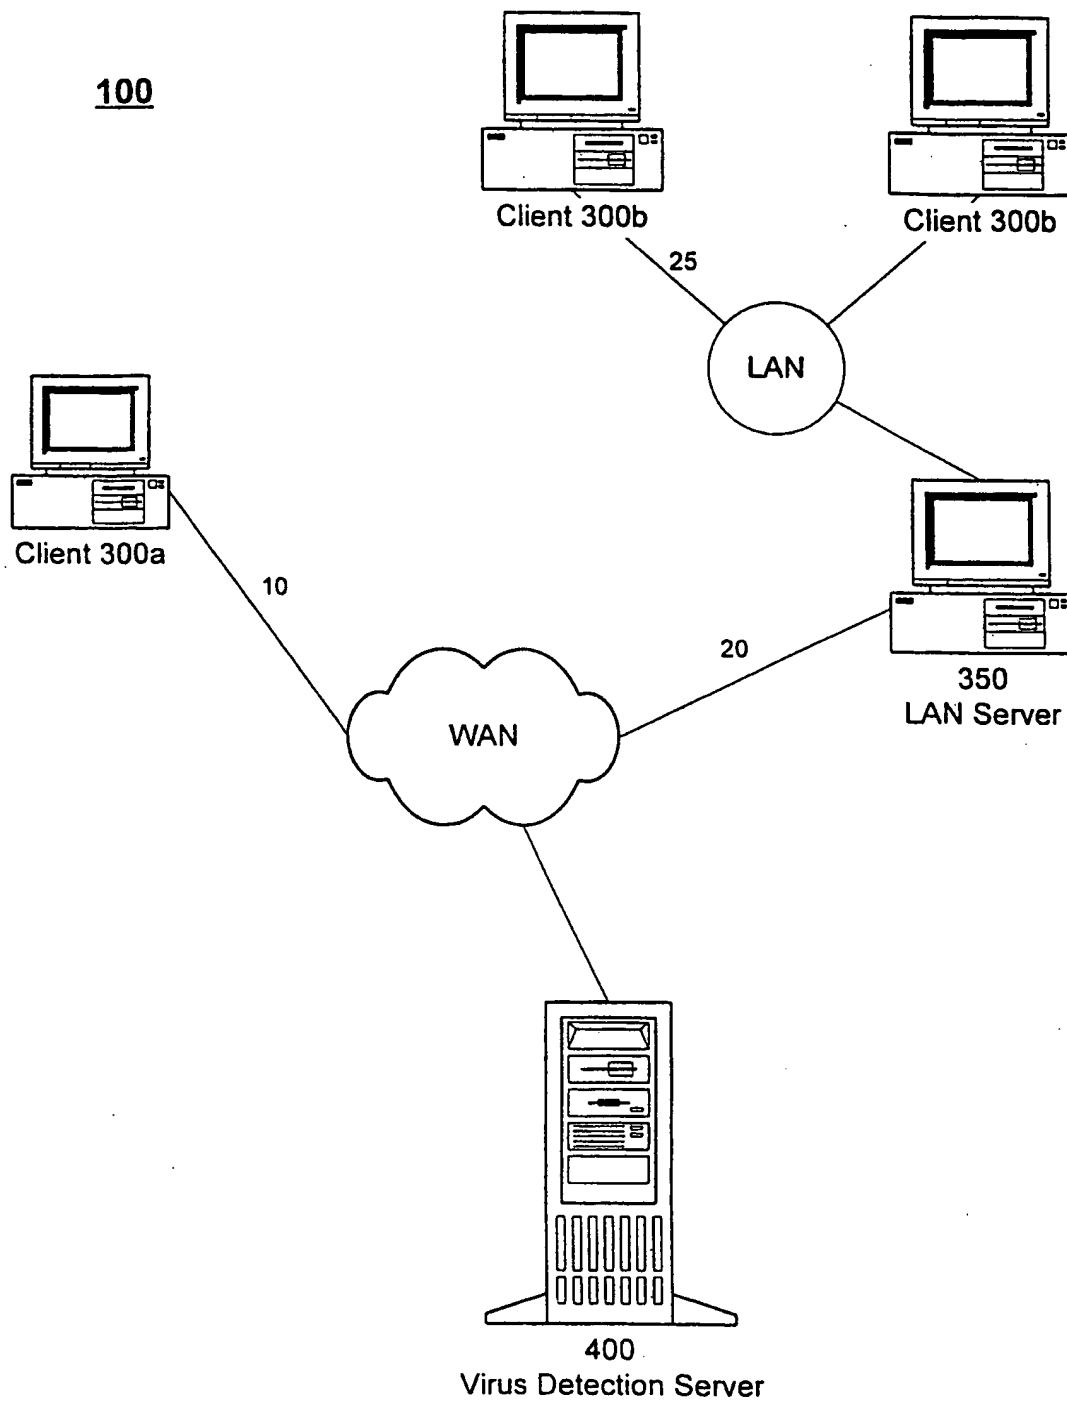 100
Client 300b
Client 300b
25
LAN
Client 300a
10
20
350
LAN Server
WAN
400
Virus Detection Server